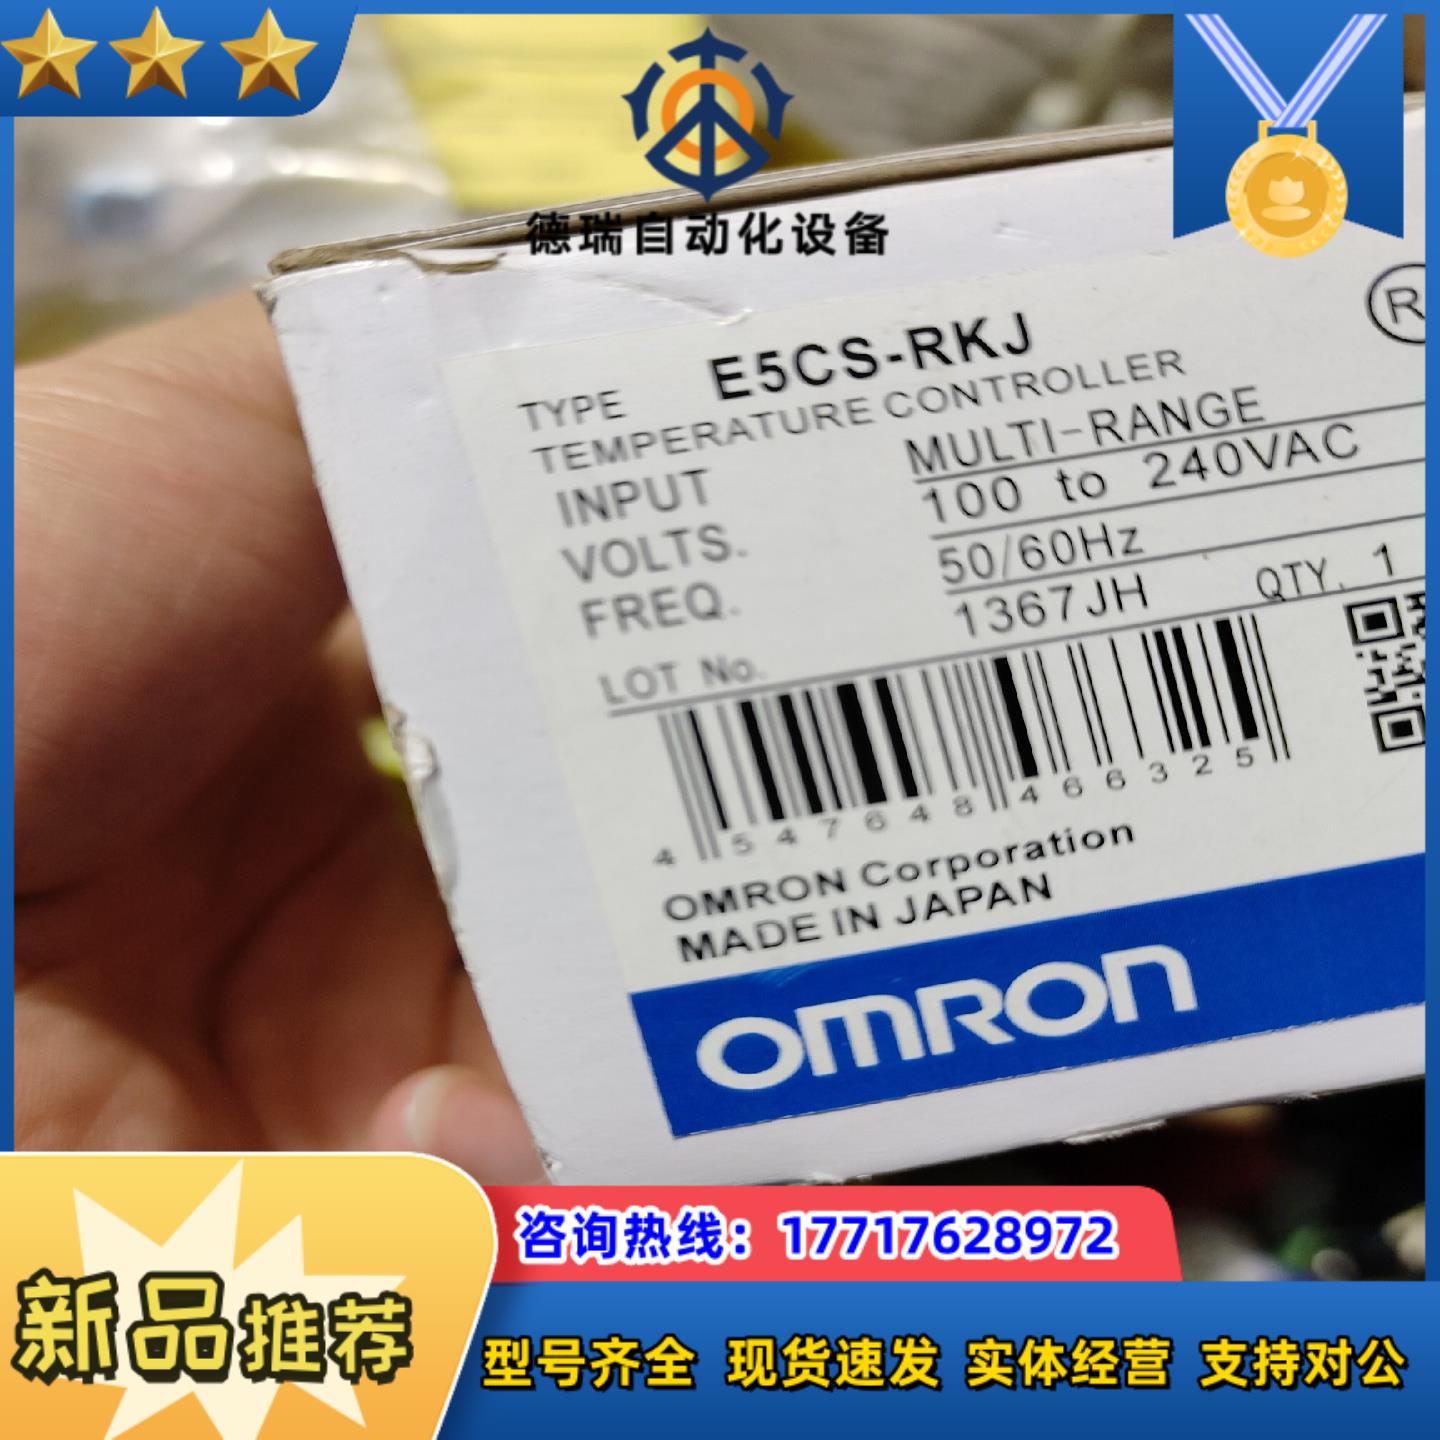 德瑞自动化设备
R
TYPE E5CS-RKJ
TEMPERATURE CONTROLLER
INPUT MULTI-RANGE
VOLTS. 100 to 240VAC
FREQ. 50/60Hz
LOT No. 1367JH QTY. 1
4 547648 466325
OMRON Corporation
MADE IN JAPAN
OMRON
咨询热线：17717628972
新品推荐
型号齐全 现货速发 实体经营 支持对公